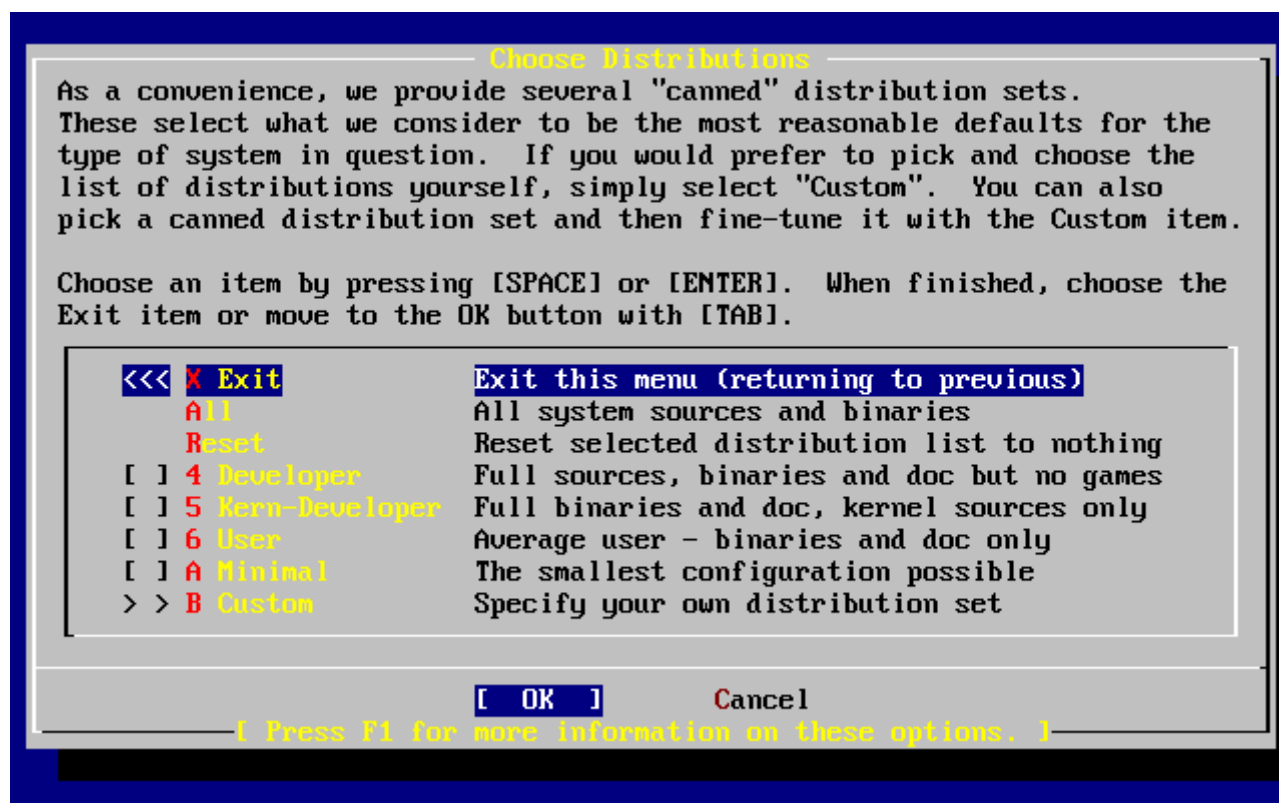 Choose Distributions
As a convenience, we provide several "canned" distribution sets.
These select what we consider to be the most reasonable defaults for the
type of system in question.  If you would prefer to pick and choose the
list of distributions yourself, simply select "Custom".  You can also
pick a canned distribution set and then fine-tune it with the Custom item.
Choose an item by pressing [SPACE] or [ENTER].  When finished, choose the
Exit item or move to the OK button with [TAB].
<<< X Exit Exit this menu (returning to previous)
All All system sources and binaries
Reset Reset selected distribution list to nothing
[ ] 4 Developer Full sources, binaries and doc but no games
[ ] 5 Kern-Developer Full binaries and doc, kernel sources only
[ ] 6 User Average user - binaries and doc only
[ ] A Minimal The smallest configuration possible
> > B Custom Specify your own distribution set
[ OK ] Cancel
[ Press F1 for more information on these options. ]